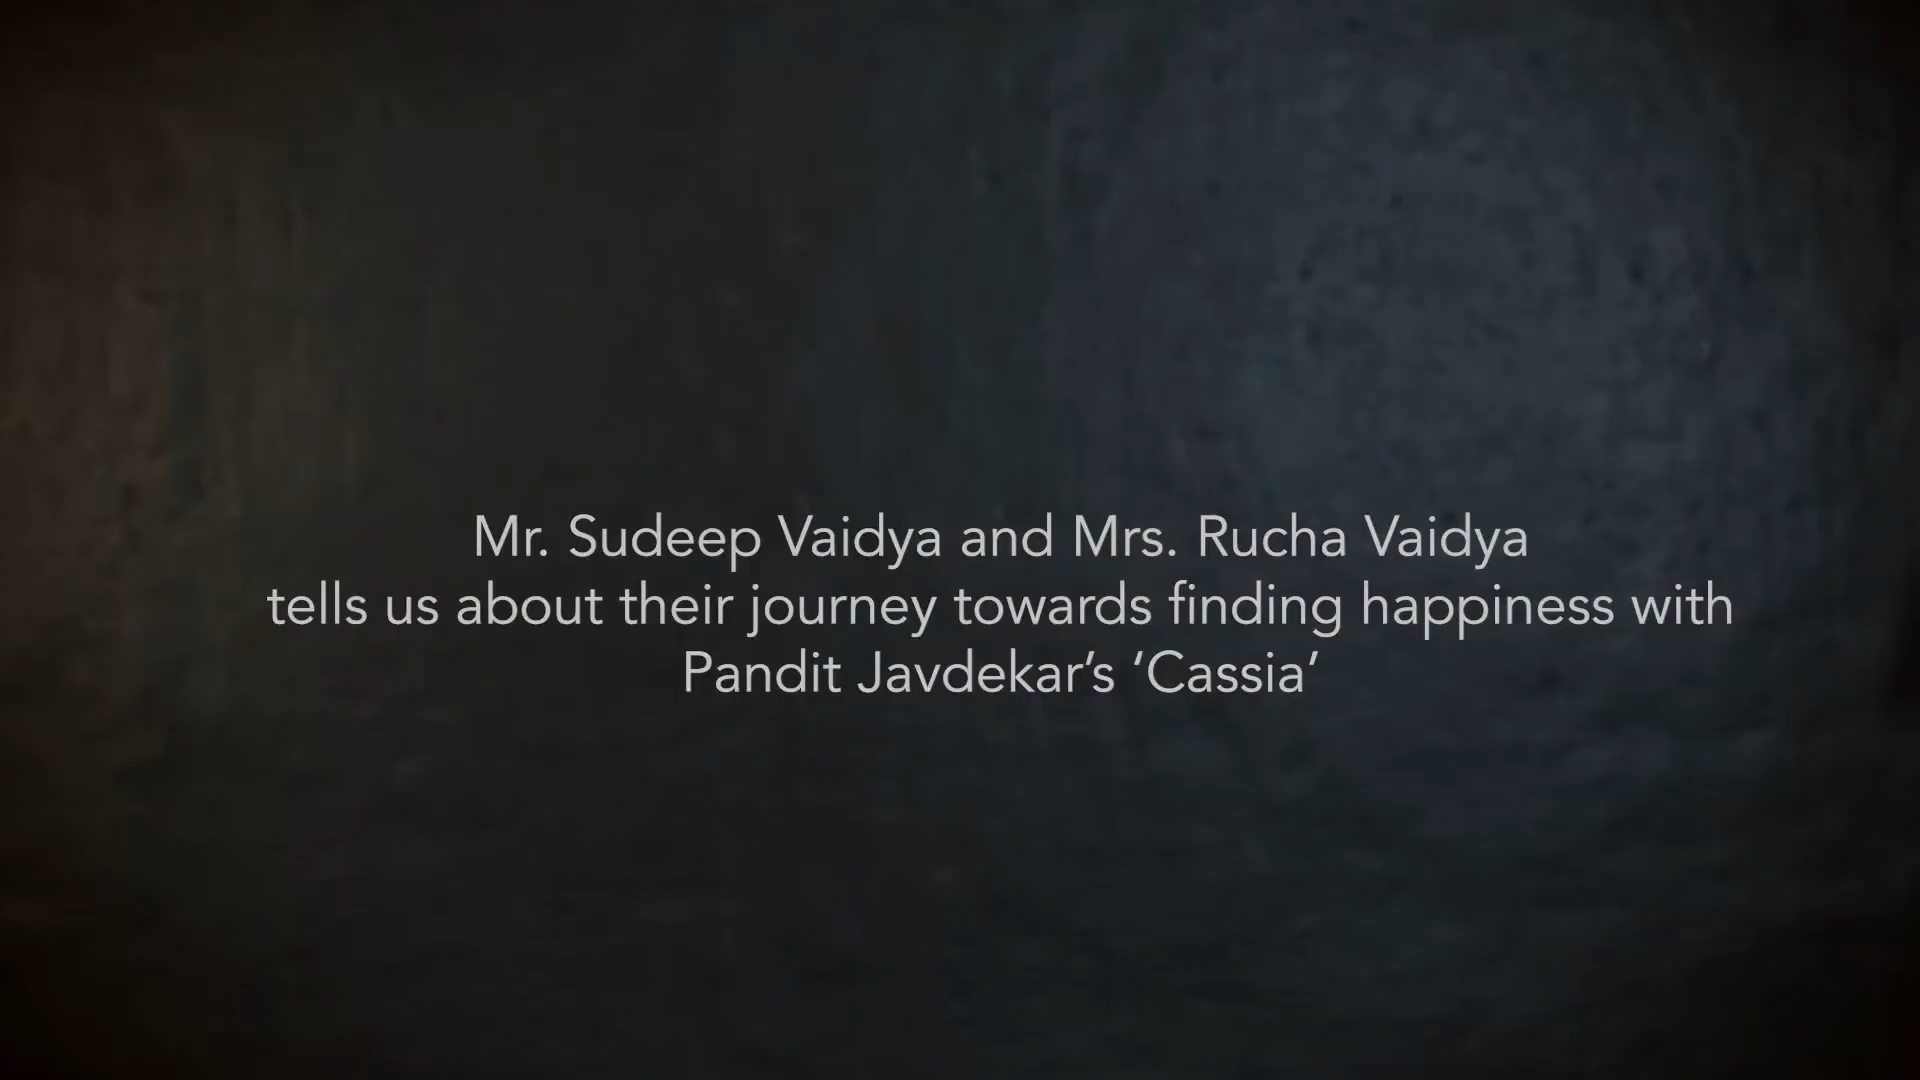 Mr. Sudeep Vaidya and Mrs. Rucha Vaidya
tells us about their journey towards finding happiness with
Pandit Javdekar’s ‘Cassia’